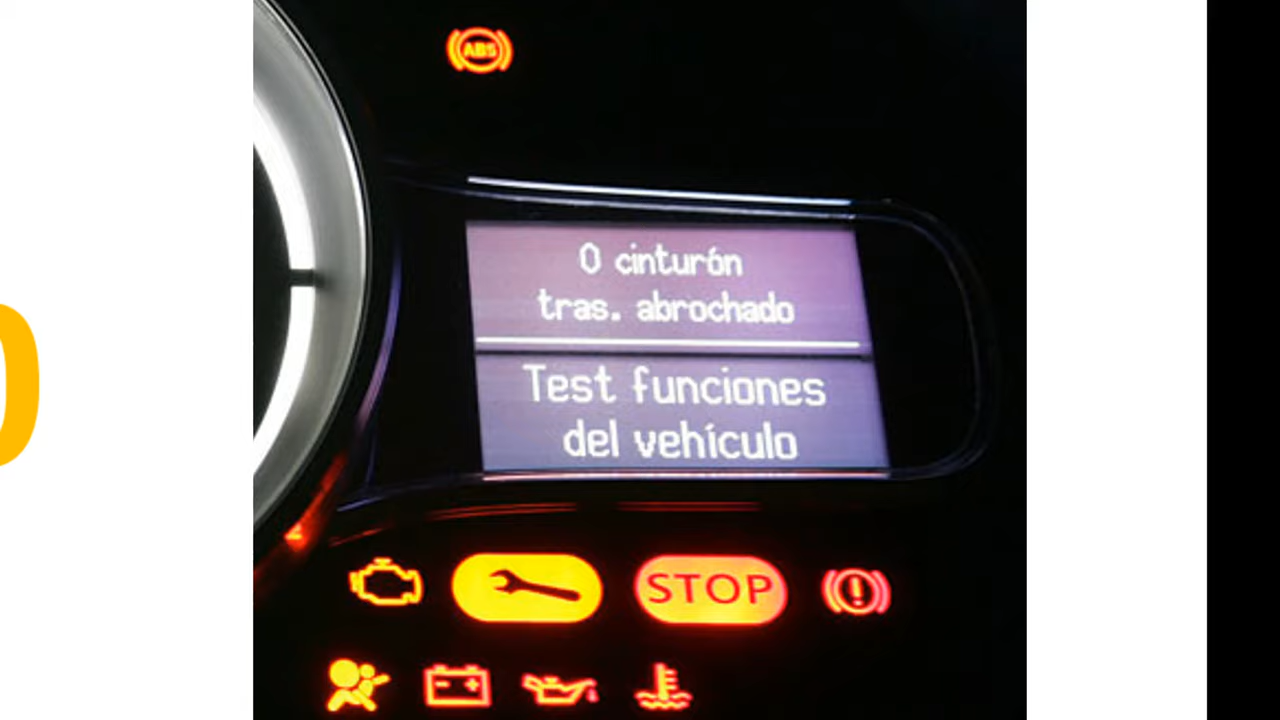 ABS
0 cinturón
tras. abrochado
Test funciones
del vehículo
STOP